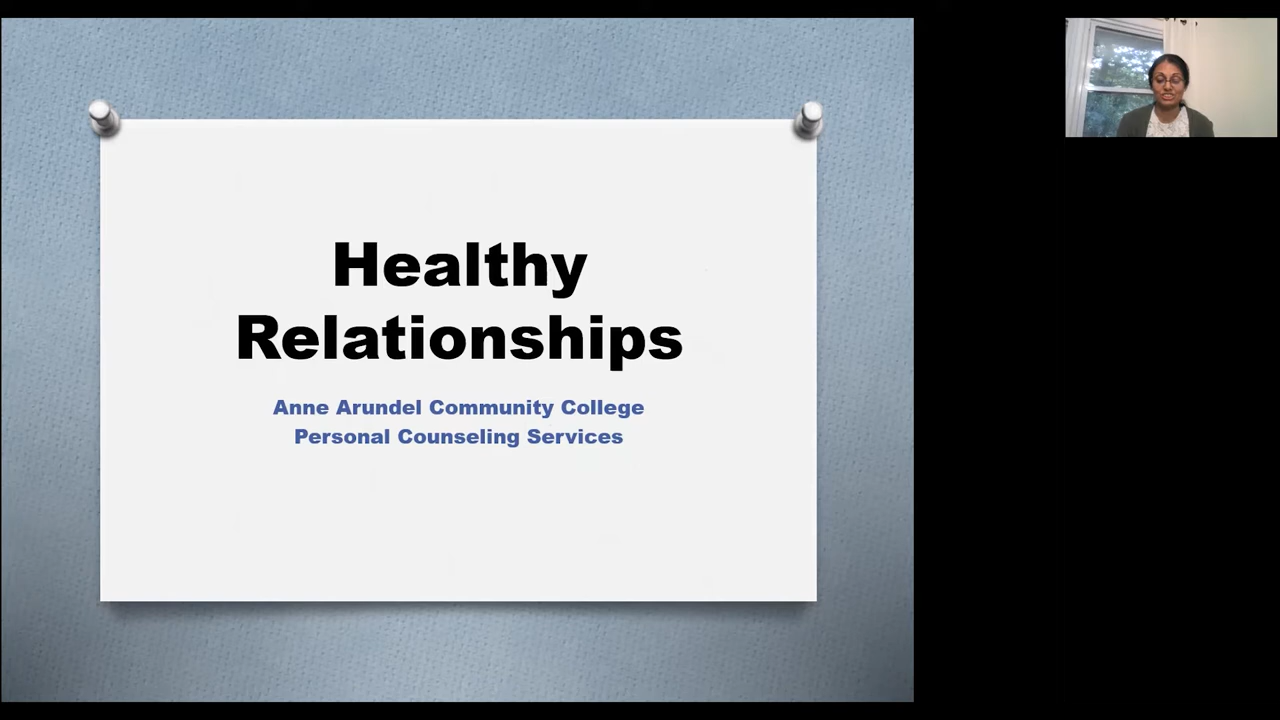 Healthy
Relationships
Anne Arundel Community College
Personal Counseling Services